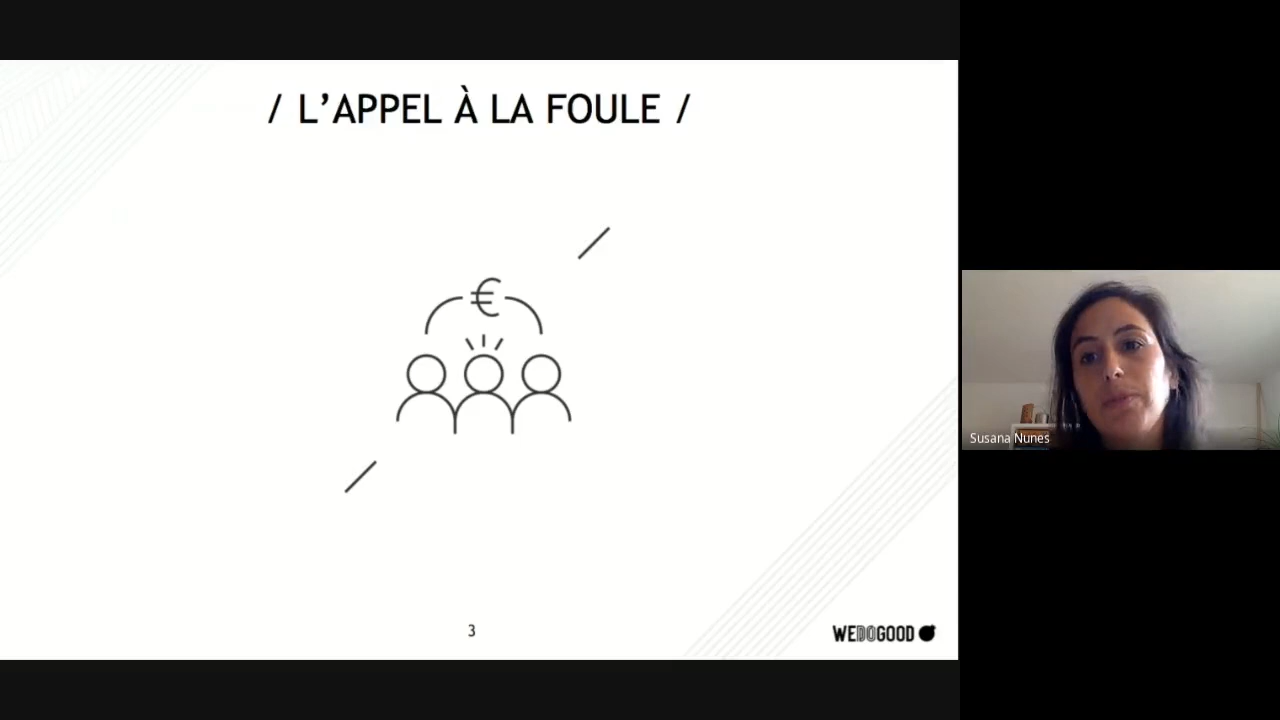 / L’APPEL À LA FOULE /
€
3
WEDOGOOD
Susana Nunes